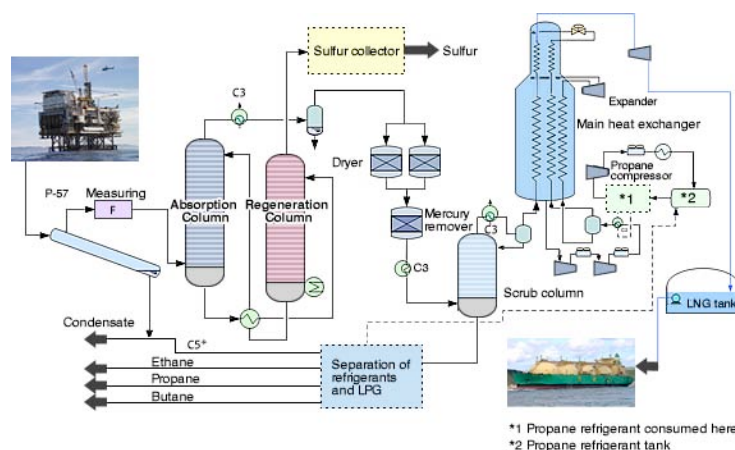 Sulfur collector
Sulfur
C3
Expander
Main heat exchanger
Dryer
P-57
Measuring
F
Propane
compressor
*1
*2
Absorption
Column
Regeneration
Column
Mercury
remover
C3
C3
Scrub column
LNG tank
Condensate
C5+
Ethane
Propane
Butane
Separation of
refrigerants
and LPG
*1 Propane refrigerant consumed here
*2 Propane refrigerant tank